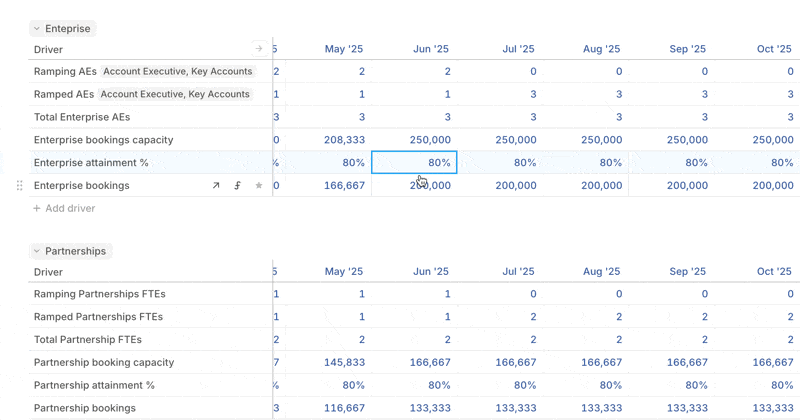 Enteprise
Driver 5 May '25 Jun '25 Jul '25 Aug '25 Sep '25 Oct '25
Ramping AEs Account Executive, Key Accounts 2 2 2 0 0 0 0
Ramped AEs Account Executive, Key Accounts 1 1 1 3 3 3 3
Total Enterprise AEs 3 3 3 3 3 3 3
Enterprise bookings capacity 0 208,333 250,000 250,000 250,000 250,000 250,000
Enterprise attainment % % 80% 80% 80% 80% 80% 80%
Enterprise bookings 0 166,667 200,000 200,000 200,000 200,000 200,000
+ Add driver
Partnerships
Driver 5 May '25 Jun '25 Jul '25 Aug '25 Sep '25 Oct '25
Ramping Partnerships FTEs 1 1 1 0 0 0 0
Ramped Partnerships FTEs 1 1 1 2 2 2 2
Total Partnership FTEs 2 2 2 2 2 2 2
Partnership booking capacity 7 145,833 166,667 166,667 166,667 166,667 166,667
Partnership attainment % % 80% 80% 80% 80% 80% 80%
Partnership bookings 3 116,667 133,333 133,333 133,333 133,333 133,333